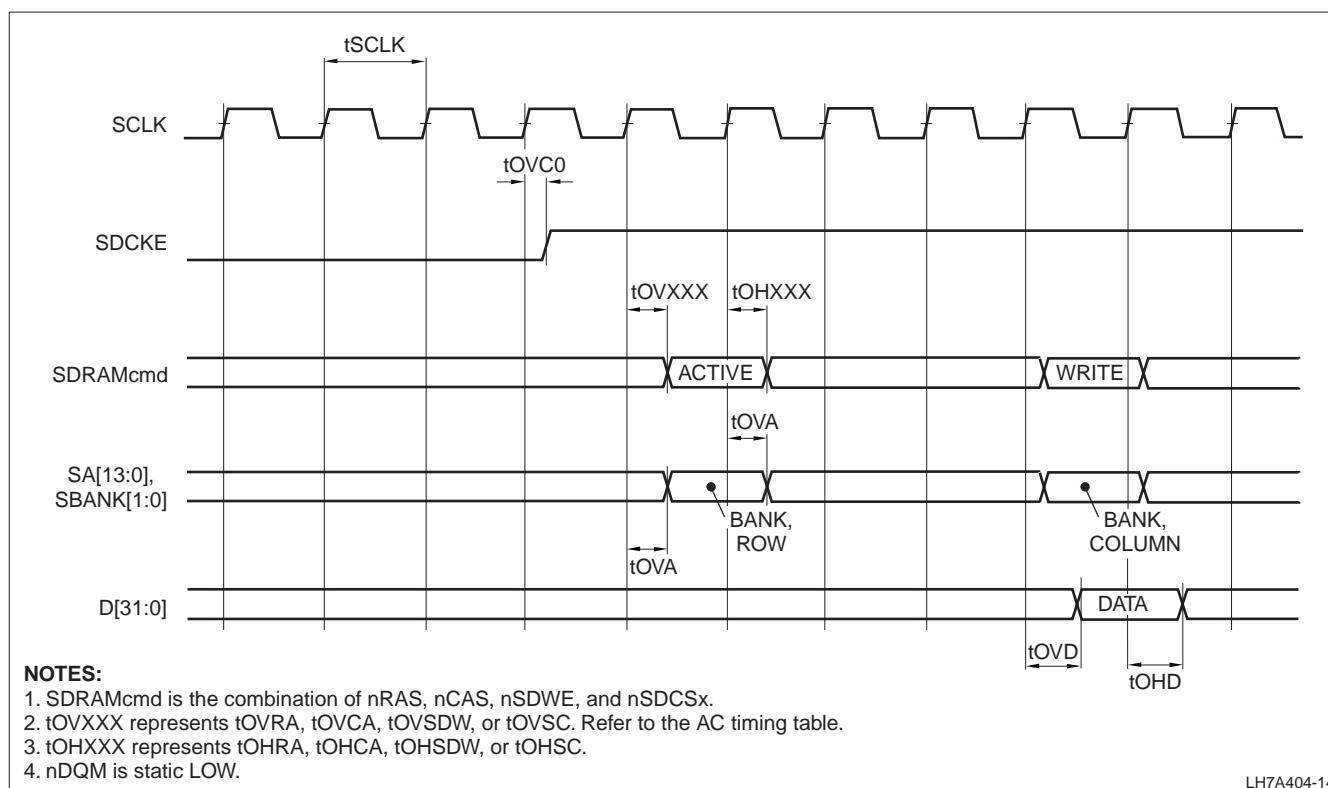 tSCLK
SCLK
tOVC0
SDCKE
tOVXXX
tOHXXX
SDRAMcmd
ACTIVE
WRITE
tOVA
SA[13:0],
SBANK[1:0]
BANK,
ROW
BANK,
COLUMN
tOVA
D[31:0]
DATA
tOVD
tOHD
NOTES:
1. SDRAMcmd is the combination of nRAS, nCAS, nSDWE, and nSDCSx.
2. tOVXXX represents tOVRA, tOVCA, tOVSDW, or tOVSC. Refer to the AC timing table.
3. tOHXXX represents tOHRA, tOHCA, tOHSDW, or tOHSC.
4. nDQM is static LOW.
LH7A404-14